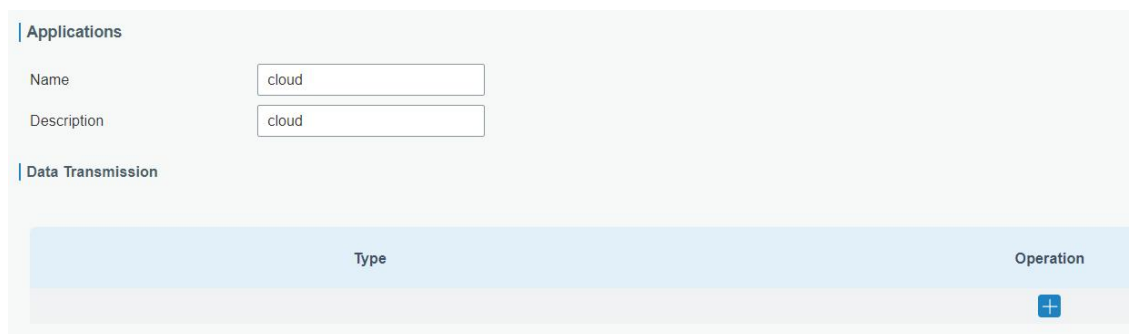 Applications
Name cloud
Description cloud
Data Transmission
Type Operation